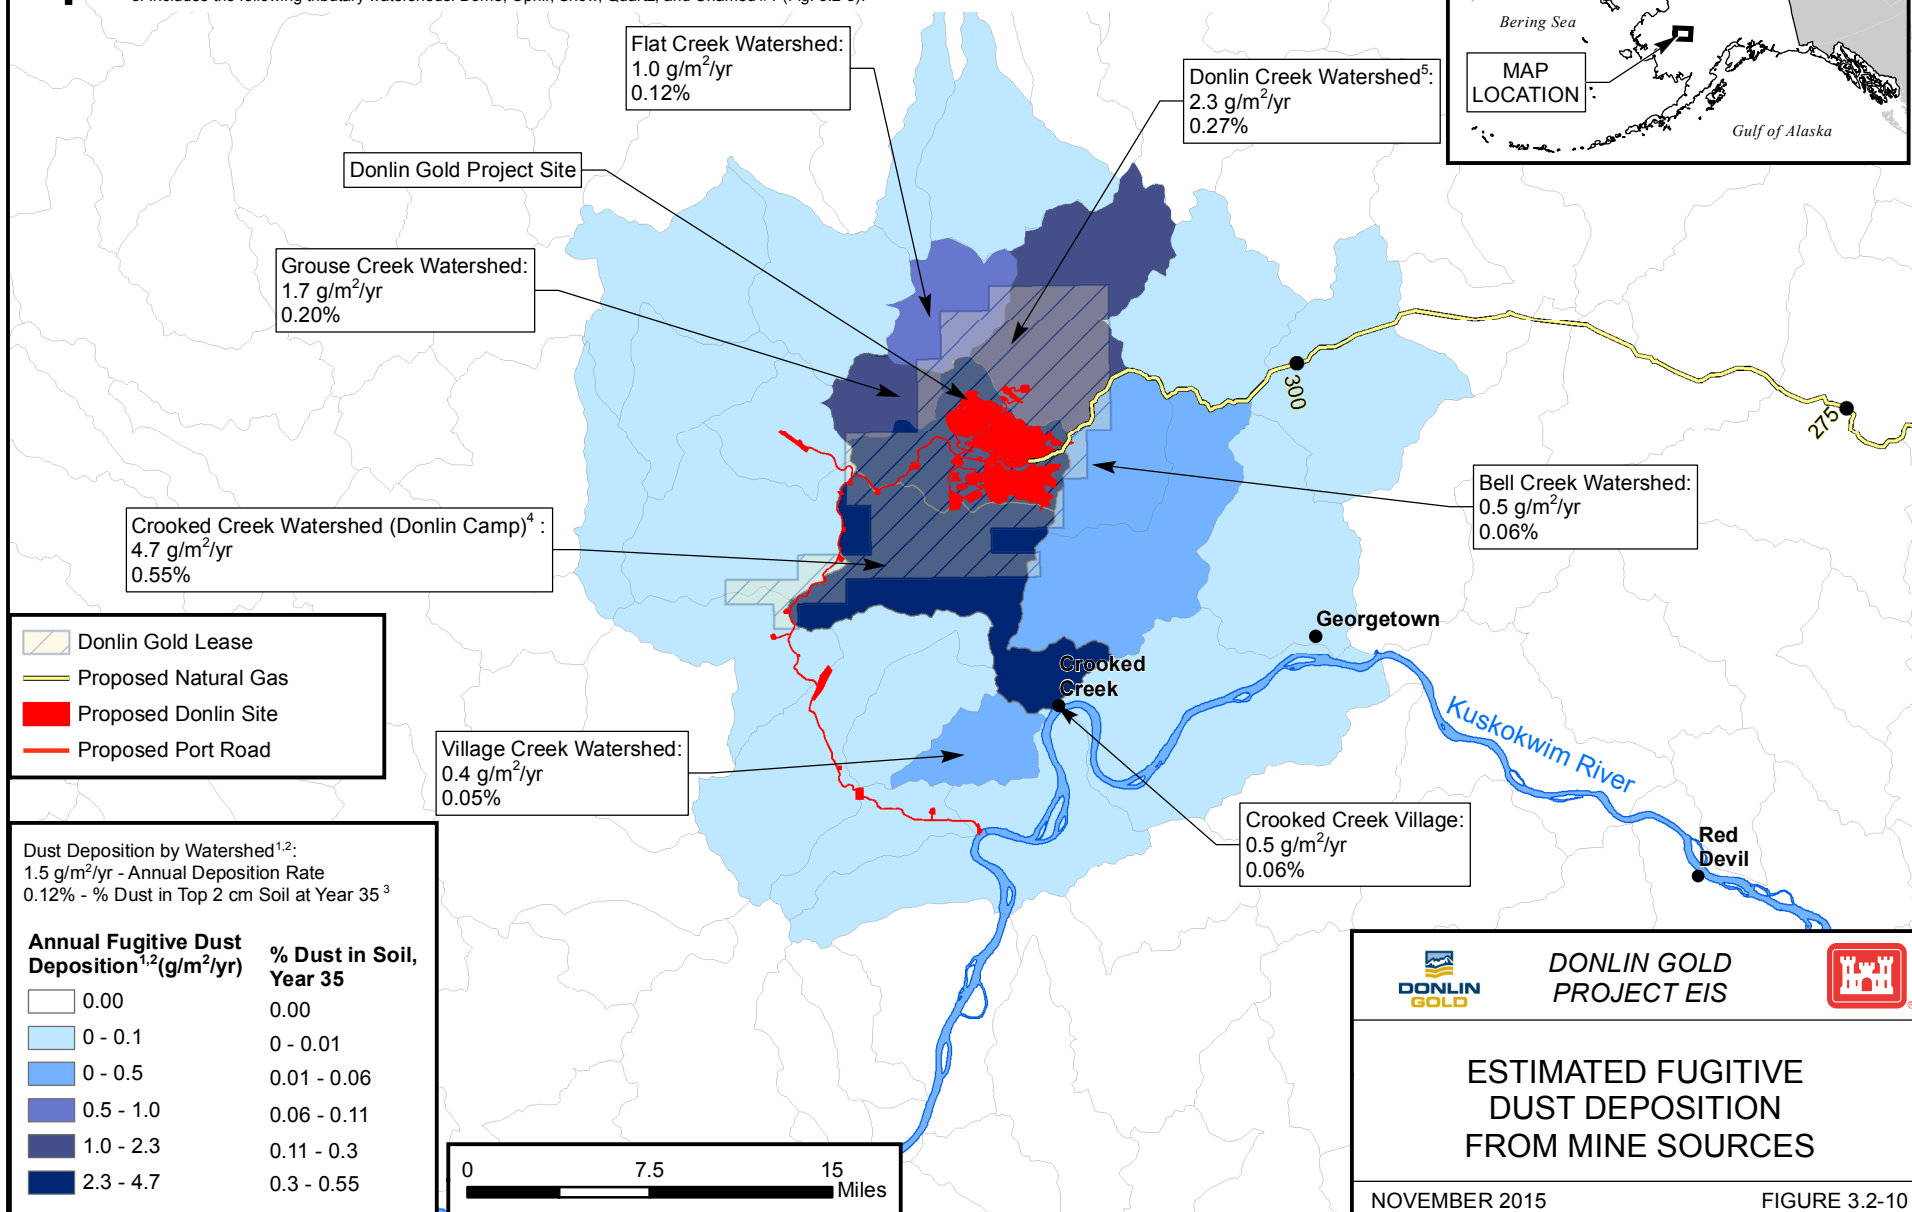 Bering Sea
MAP
LOCATION
Gulf of Alaska
Flat Creek Watershed:
1.0 g/m²/yr
0.12%
Donlin Creek Watershed⁵:
2.3 g/m²/yr
0.27%
Donlin Gold Project Site
Grouse Creek Watershed:
1.7 g/m²/yr
0.20%
300
275
Bell Creek Watershed:
0.5 g/m²/yr
0.06%
Crooked Creek Watershed (Donlin Camp)⁴ :
4.7 g/m²/yr
0.55%
Georgetown
Crooked
Creek
Kuskokwim River
Donlin Gold Lease
Proposed Natural Gas
Proposed Donlin Site
Proposed Port Road
Village Creek Watershed:
0.4 g/m²/yr
0.05%
Crooked Creek Village:
0.5 g/m²/yr
0.06%
Red
Devil
Dust Deposition by Watershed¹,²:
1.5 g/m²/yr - Annual Deposition Rate
0.12% - % Dust in Top 2 cm Soil at Year 35 ³
Annual Fugitive Dust
Deposition¹,²(g/m²/yr)
% Dust in Soil,
Year 35
0.00 0.00
0 - 0.1 0 - 0.01
0 - 0.5 0.01 - 0.06
0.5 - 1.0 0.06 - 0.11
1.0 - 2.3 0.11 - 0.3
2.3 - 4.7 0.3 - 0.55
0 7.5 15
Miles
DONLIN
GOLD
DONLIN GOLD
PROJECT EIS
®
ESTIMATED FUGITIVE
DUST DEPOSITION
FROM MINE SOURCES
NOVEMBER 2015 FIGURE 3.2-10